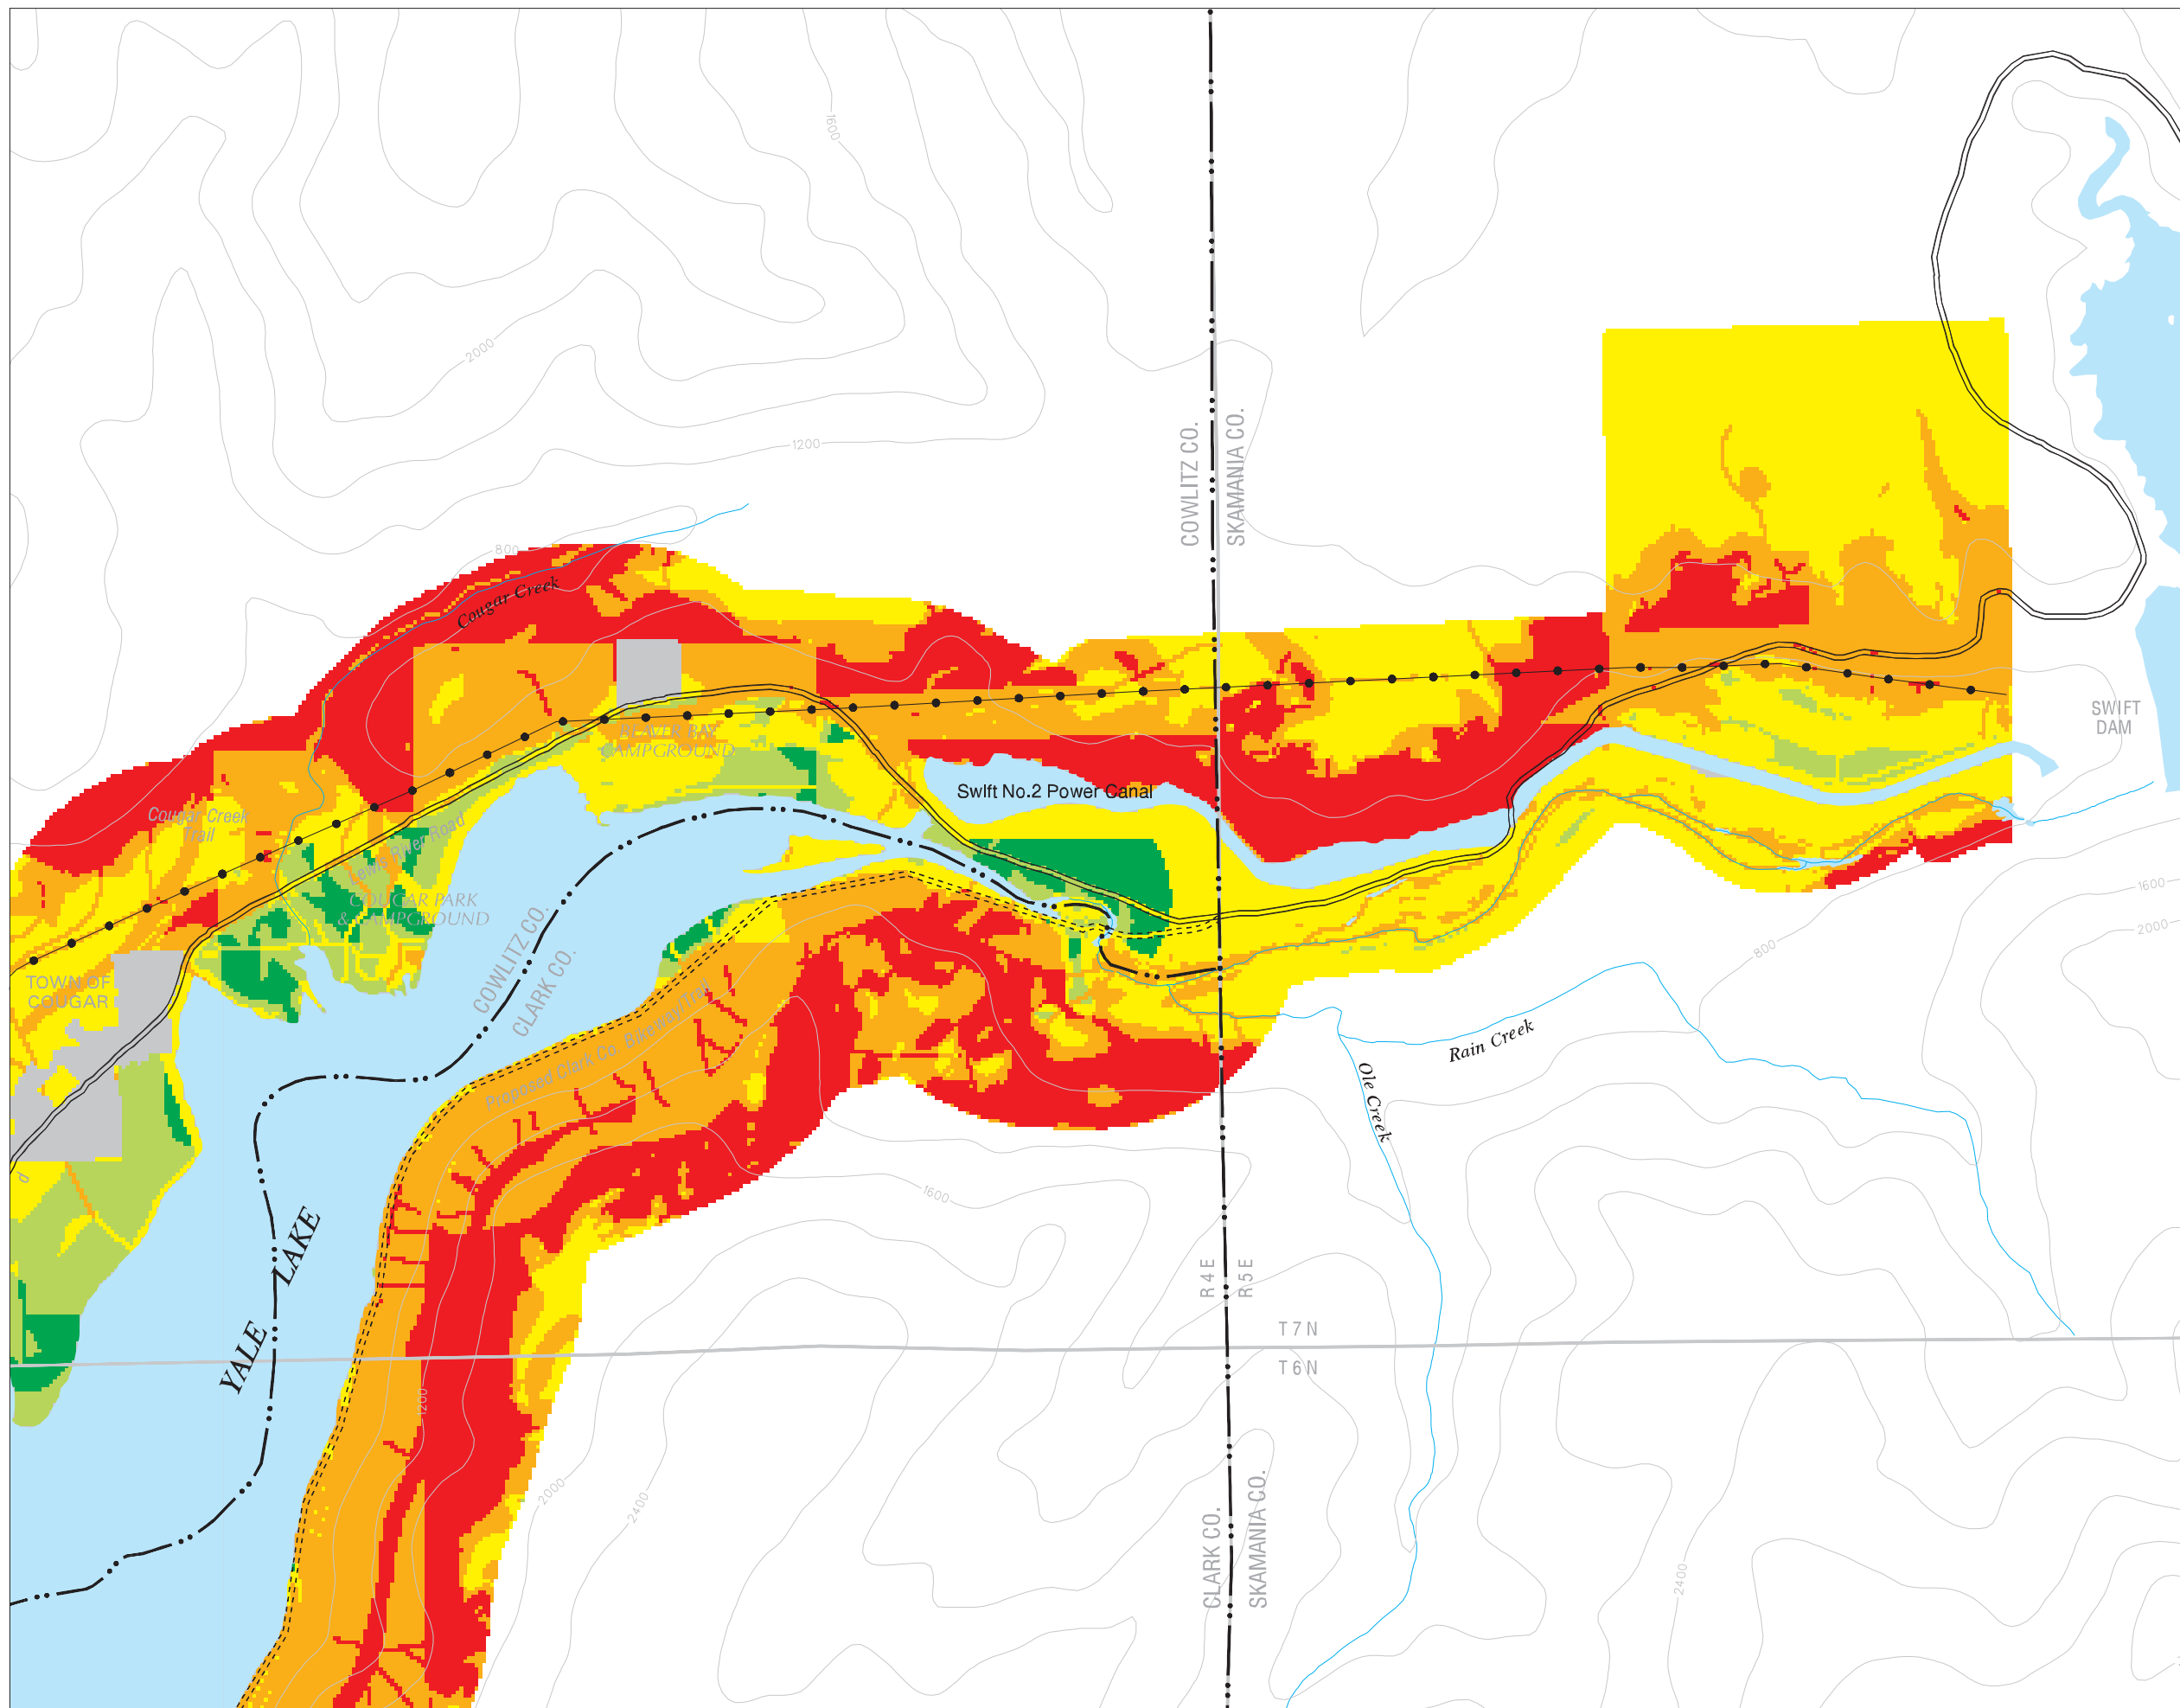 1600
2000
1200
COWLITZ CO.
SKAMANIA CO.
800
Cougar Creek
SWIFT
DAM
BEAVER BAY
CAMPGROUND
Swift No.2 Power Canal
Cougar Creek
Trail
Lewis River Road
COUGAR PARK
& CAMPGROUND
1600
2000
800
COWLITZ CO.
CLARK CO.
TOWN OF
COUGAR
Proposed Clark Co. Bikeway/Trail
Rain Creek
Ole Creek
d
1600
YALE LAKE
R 4 E
R 5 E
T 7 N
T 6 N
1200
2000
2400
CLARK CO.
SKAMANIA CO.
2400